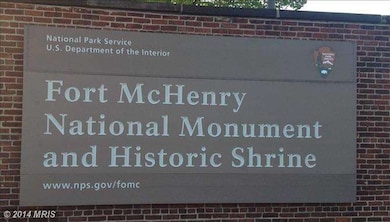 National Park Service
U.S. Department of the Interior
Fort McHenry
National Monument
and Historic Shrine
www.nps.gov/fomc
© 2014 MRIS